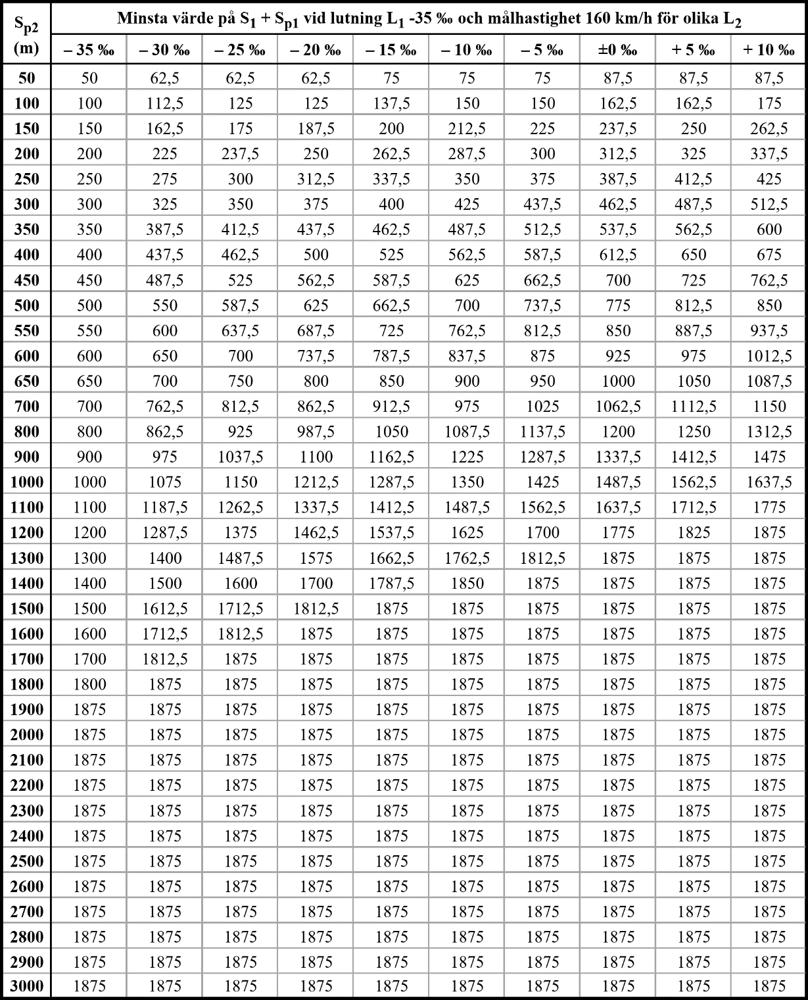 S_p2 (m) Minsta värde på S_1 + S_p1 vid lutning L_1 -35 ‰ och målhastighet 160 km/h för olika L_2
– 35 ‰ – 30 ‰ – 25 ‰ – 20 ‰ – 15 ‰ – 10 ‰ – 5 ‰ ±0 ‰ + 5 ‰ + 10 ‰
50 50 62,5 62,5 62,5 75 75 75 87,5 87,5 87,5
100 100 112,5 125 125 137,5 150 150 162,5 162,5 175
150 150 162,5 175 187,5 200 212,5 225 237,5 250 262,5
200 200 225 237,5 250 262,5 287,5 300 312,5 325 337,5
250 250 275 300 312,5 337,5 350 375 387,5 412,5 425
300 300 325 350 375 400 425 437,5 462,5 487,5 512,5
350 350 387,5 412,5 437,5 462,5 487,5 512,5 537,5 562,5 600
400 400 437,5 462,5 500 525 562,5 587,5 612,5 650 675
450 450 487,5 525 562,5 587,5 625 662,5 700 725 762,5
500 500 550 587,5 625 662,5 700 737,5 775 812,5 850
550 550 600 637,5 687,5 725 762,5 812,5 850 887,5 937,5
600 600 650 700 737,5 787,5 837,5 875 925 975 1012,5
650 650 700 750 800 850 900 950 1000 1050 1087,5
700 700 762,5 812,5 862,5 912,5 975 1025 1062,5 1112,5 1150
800 800 862,5 925 987,5 1050 1087,5 1137,5 1200 1250 1312,5
900 900 975 1037,5 1100 1162,5 1225 1287,5 1337,5 1412,5 1475
1000 1000 1075 1150 1212,5 1287,5 1350 1425 1487,5 1562,5 1637,5
1100 1100 1187,5 1262,5 1337,5 1412,5 1487,5 1562,5 1637,5 1712,5 1775
1200 1200 1287,5 1375 1462,5 1537,5 1625 1700 1775 1825 1875
1300 1300 1400 1487,5 1575 1662,5 1762,5 1812,5 1875 1875 1875
1400 1400 1500 1600 1700 1787,5 1850 1875 1875 1875 1875
1500 1500 1612,5 1712,5 1812,5 1875 1875 1875 1875 1875 1875
1600 1600 1712,5 1812,5 1875 1875 1875 1875 1875 1875 1875
1700 1700 1812,5 1875 1875 1875 1875 1875 1875 1875 1875
1800 1800 1875 1875 1875 1875 1875 1875 1875 1875 1875
1900 1875 1875 1875 1875 1875 1875 1875 1875 1875 1875
2000 1875 1875 1875 1875 1875 1875 1875 1875 1875 1875
2100 1875 1875 1875 1875 1875 1875 1875 1875 1875 1875
2200 1875 1875 1875 1875 1875 1875 1875 1875 1875 1875
2300 1875 1875 1875 1875 1875 1875 1875 1875 1875 1875
2400 1875 1875 1875 1875 1875 1875 1875 1875 1875 1875
2500 1875 1875 1875 1875 1875 1875 1875 1875 1875 1875
2600 1875 1875 1875 1875 1875 1875 1875 1875 1875 1875
2700 1875 1875 1875 1875 1875 1875 1875 1875 1875 1875
2800 1875 1875 1875 1875 1875 1875 1875 1875 1875 1875
2900 1875 1875 1875 1875 1875 1875 1875 1875 1875 1875
3000 1875 1875 1875 1875 1875 1875 1875 1875 1875 1875